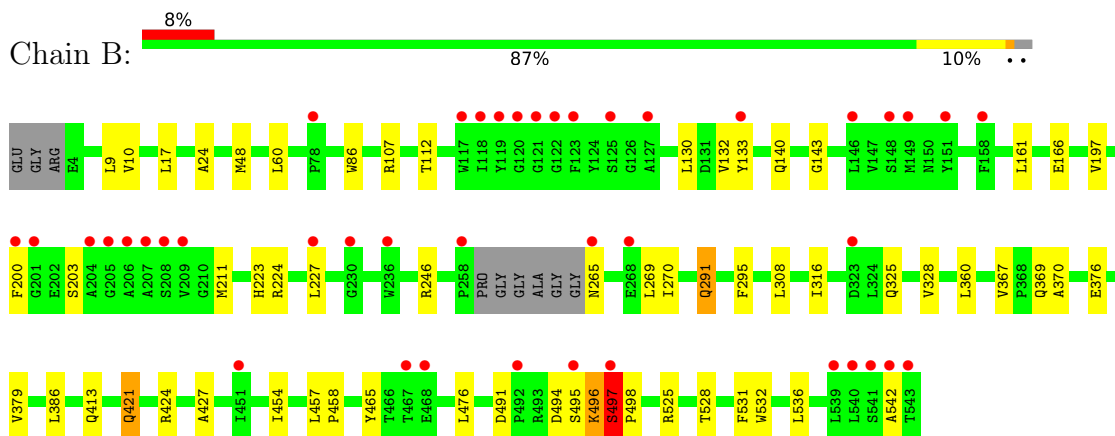 8%
Chain B:
87% 10% • •
GLU GLY ARG E4 L9 V10 L17 A24 M48 L60 P78 W86 R107 T112 W117 I118 Y119 G120 G121 G122 F123 Y124 S125 G126 A127 L130 D131 V132 Y133 Q140 G143 L146 V147 S148 M149 N150 Y151 F158 L161 E166 V197
F200 G201 E202 S203 A204 G205 A206 A207 S208 V209 G210 M211 H223 R224 L227 G230 W236 R246 P258 PRO GLY GLY ALA GLY GLY N265 E268 L269 I270 Q291 F295 L308 I316 D323 L324 Q325 V328 L360 V367 P368 Q369 A370 E376
V379 L386 Q413 Q421 R424 A427 I451 I454 L457 P458 Y465 T466 T467 E468 L476 D491 P492 R493 D494 S495 K496 S497 P498 R525 T528 F531 W532 L536 L539 L540 S541 A542 T543